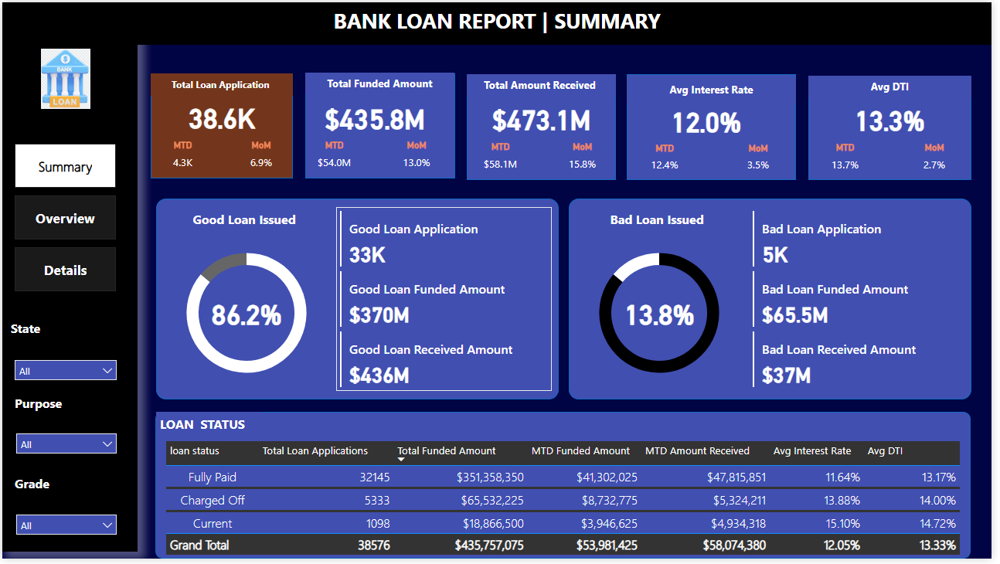 BANK LOAN REPORT | SUMMARY
BANK
LOAN
Summary
Overview
Details
State
All
Purpose
All
Grade
All
Total Loan Application
38.6K
MTD MoM
4.3K 6.9%
Total Funded Amount
$435.8M
MTD MoM
$54.0M 13.0%
Total Amount Received
$473.1M
MTD MoM
$58.1M 15.8%
Avg Interest Rate
12.0%
MTD MoM
12.4% 3.5%
Avg DTI
13.3%
MTD MoM
13.7% 2.7%
Good Loan Issued
86.2%
Good Loan Application
33K
Good Loan Funded Amount
$370M
Good Loan Received Amount
$436M
Bad Loan Issued
13.8%
Bad Loan Application
5K
Bad Loan Funded Amount
$65.5M
Bad Loan Received Amount
$37M
LOAN STATUS
loan status Total Loan Applications Total Funded Amount MTD Funded Amount MTD Amount Received Avg Interest Rate Avg DTI
Fully Paid 32145 $351,358,350 $41,302,025 $47,815,851 11.64% 13.17%
Charged Off 5333 $65,532,225 $8,732,775 $5,324,211 13.88% 14.00%
Current 1098 $18,866,500 $3,946,625 $4,934,318 15.10% 14.72%
Grand Total 38576 $435,757,075 $53,981,425 $58,074,380 12.05% 13.33%